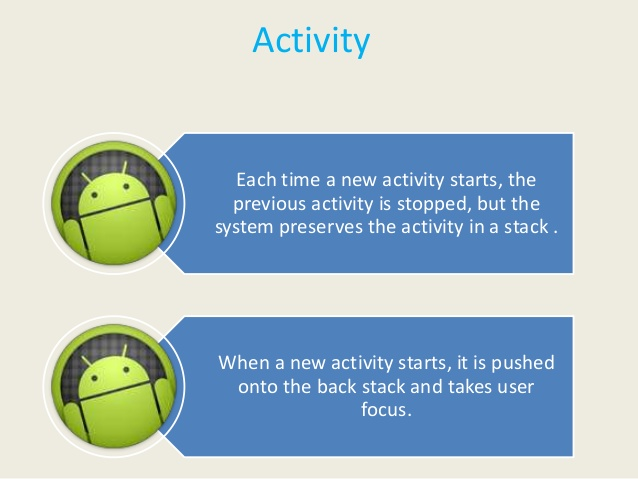 Activity
Each time a new activity starts, the
previous activity is stopped, but the
system preserves the activity in a stack .
When a new activity starts, it is pushed
onto the back stack and takes user
focus.